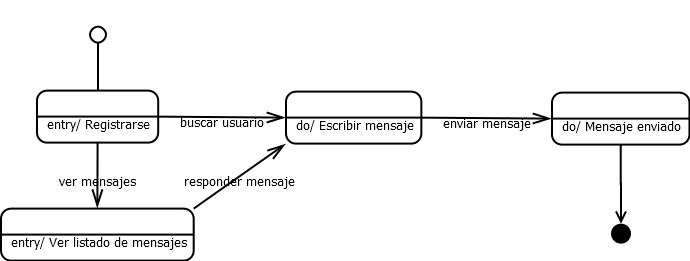 entry/ Registrarse
buscar usuario
do/ Escribir mensaje
enviar mensaje
do/ Mensaje enviado
ver mensajes
responder mensaje
entry/ Ver listado de mensajes